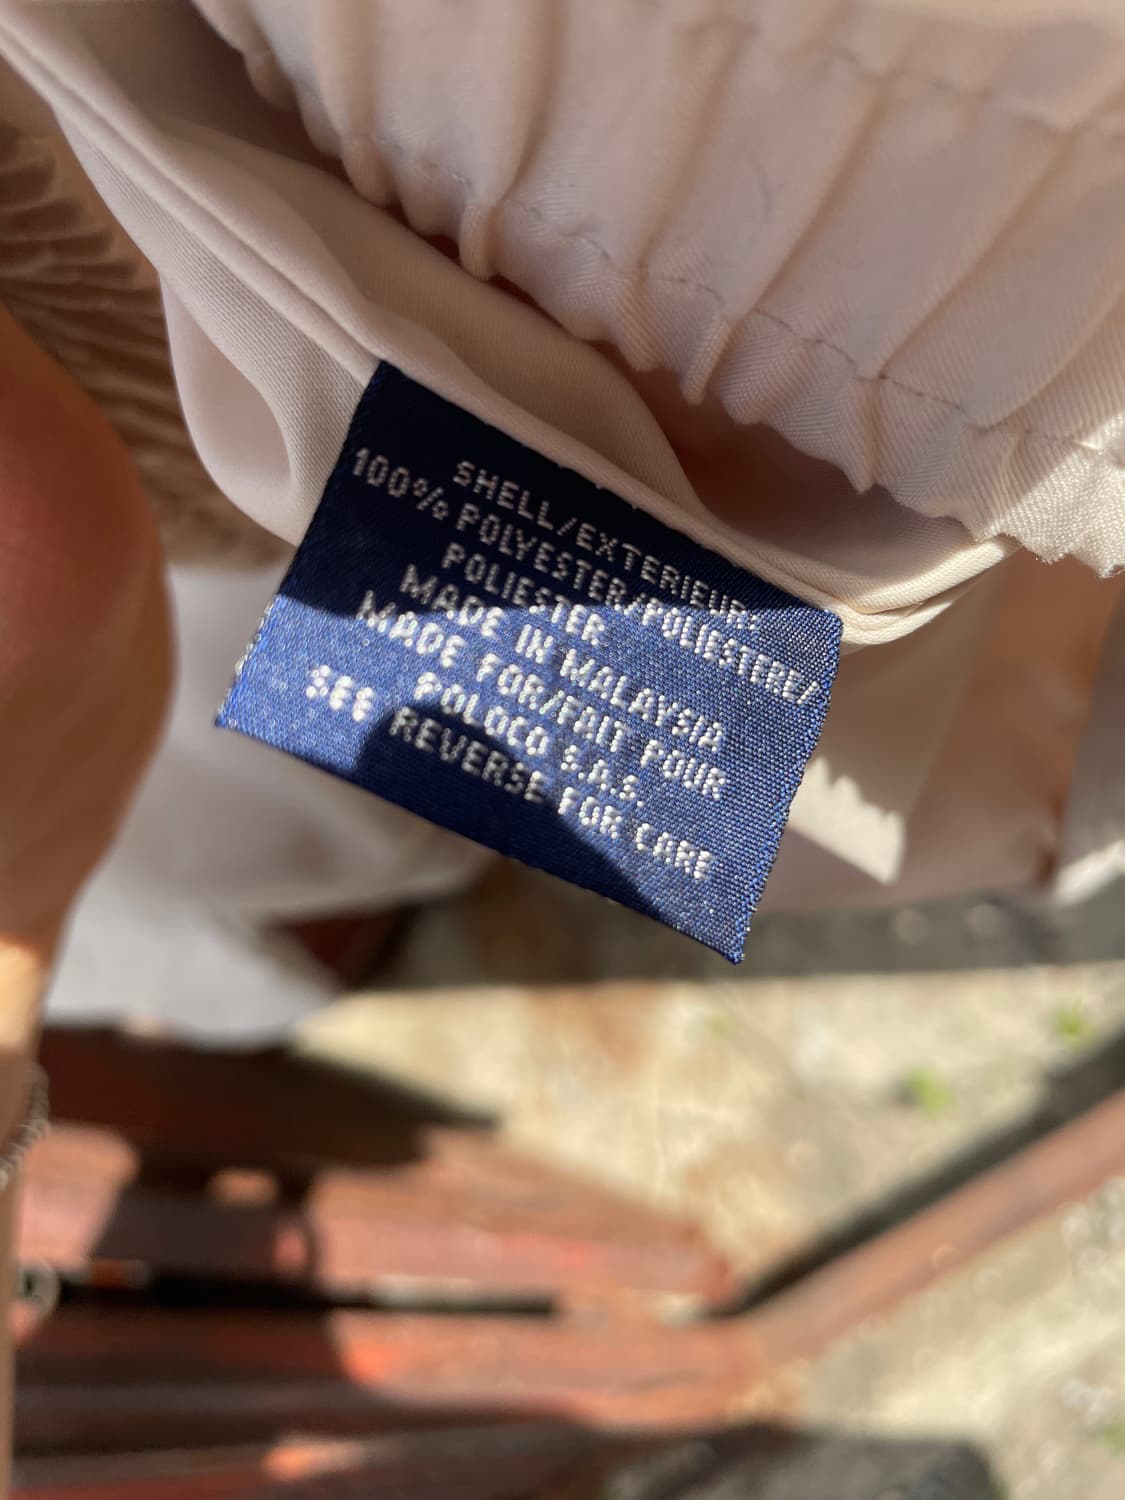 SHELL/EXTERIEUR:
100% POLYESTER/POLIESTERE/
POLIESTER
MADE IN MALAYSIA
MADE FOR/FAIT POUR
POLOCO S.A.S.
SEE REVERSE FOR CARE